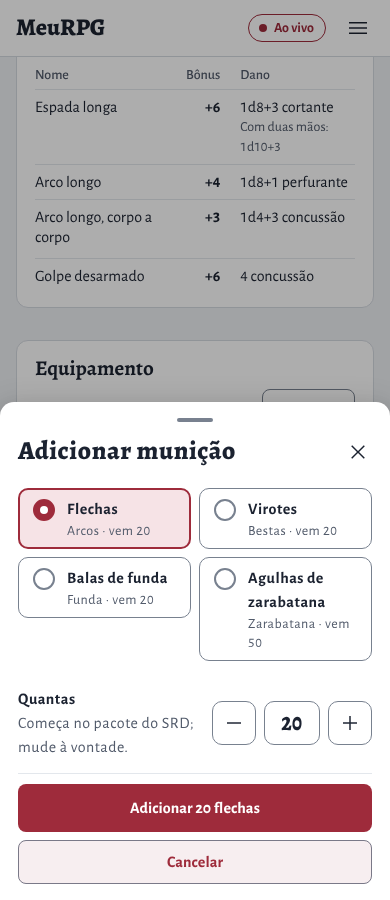 MeuRPG
Ao vivo
Nome Bônus Dano
Espada longa +6 1d8+3 cortante
Com duas mãos:
1d10+3
Arco longo +4 1d8+1 perfurante
Arco longo, corpo a +3 1d4+3 concussão
corpo
Golpe desarmado +6 4 concussão
Equipamento
Adicionar munição
Flechas
Arcos · vem 20
Virotes
Bestas · vem 20
Balas de funda
Funda · vem 20
Agulhas de
zarabatana
Zarabatana · vem
50
Quantas
Começa no pacote do SRD;
mude à vontade.
− 20 +
Adicionar 20 flechas
Cancelar